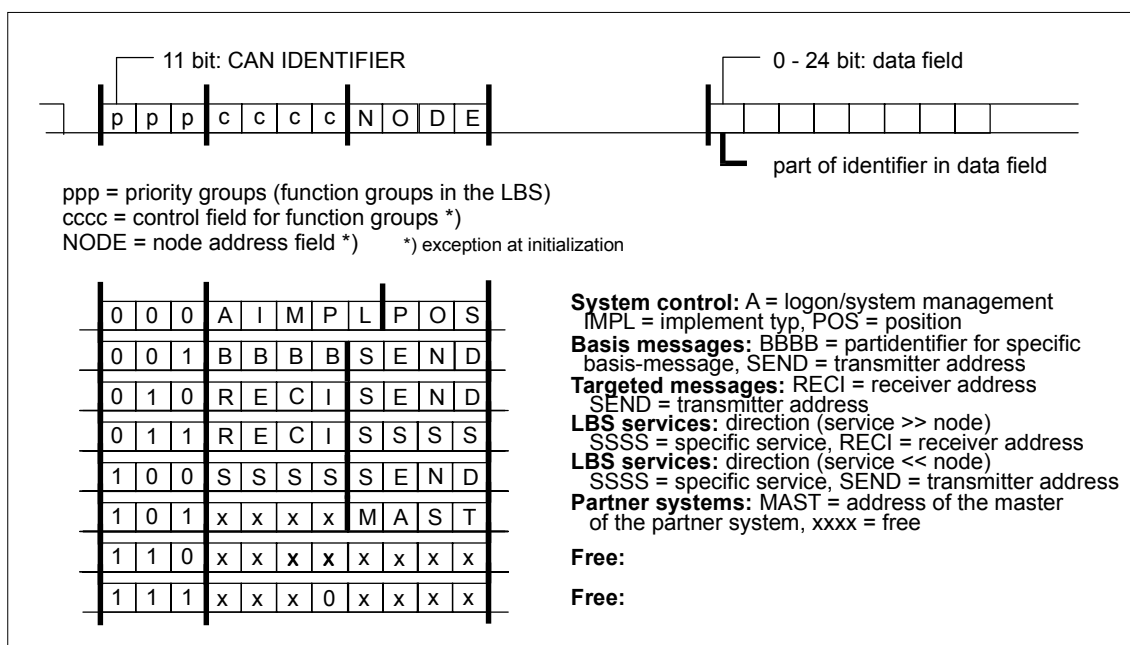 11 bit: CAN IDENTIFIER
0 - 24 bit: data field
p p p c c c c N O D E
part of identifier in data field
ppp = priority groups (function groups in the LBS)
cccc = control field for function groups *)
NODE = node address field *) *) exception at initialization
0 0 0 A I M P L P O S
0 0 1 B B B B S E N D
0 1 0 R E C I S E N D
0 1 1 R E C I S S S S
1 0 0 S S S S S E N D
1 0 1 x x x x M A S T
1 1 0 x x x x x x x x
1 1 1 x x x 0 x x x x
System control: A = logon/system management
IMPL = implement typ, POS = position
Basis messages: BBBB = partidentifier for specific
basis-message, SEND = transmitter address
Targeted messages: RECI = receiver address
SEND = transmitter address
LBS services: direction (service >> node)
SSSS = specific service, RECI = receiver address
LBS services: direction (service << node)
SSSS = specific service, SEND = transmitter address
Partner systems: MAST = address of the master
of the partner system, xxxx = free
Free:
Free: